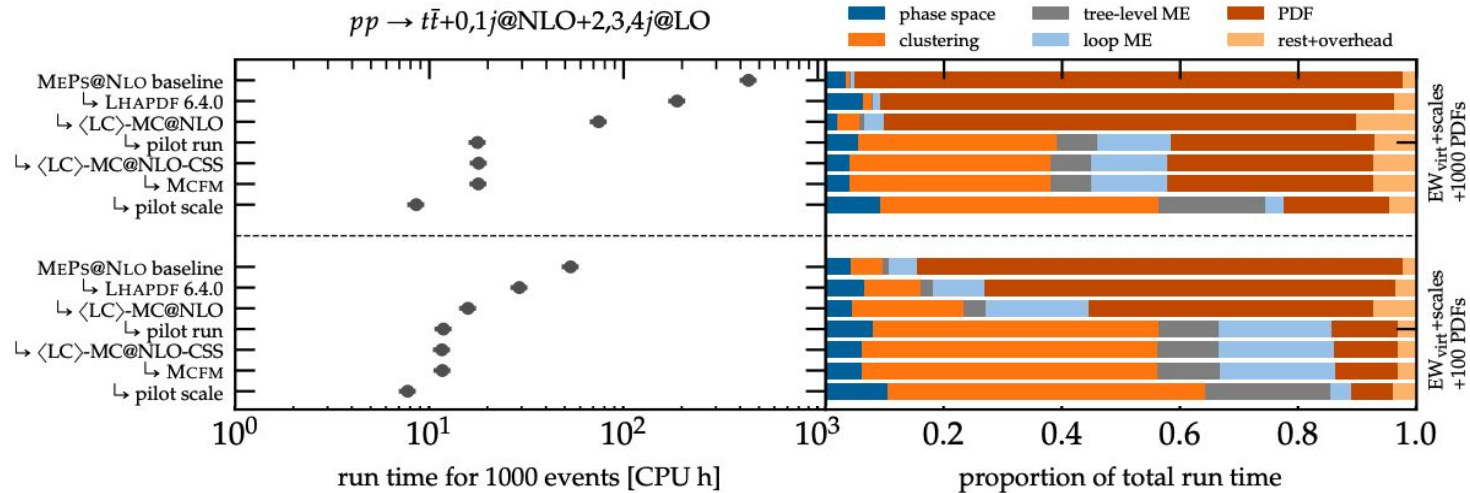 pp → tt̄+0,1j@NLO+2,3,4j@LO
phase space
tree-level ME
PDF
clustering
loop ME
rest+overhead
MEPS@NLO baseline
↳ LHAPDF 6.4.0
↳ ⟨LC⟩-MC@NLO
↳ pilot run
↳ ⟨LC⟩-MC@NLO-CSS
↳ MCFM
↳ pilot scale
EWvirt+scales
+1000 PDFs
MEPS@NLO baseline
↳ LHAPDF 6.4.0
↳ ⟨LC⟩-MC@NLO
↳ pilot run
↳ ⟨LC⟩-MC@NLO-CSS
↳ MCFM
↳ pilot scale
EWvirt+scales
+100 PDFs
10⁰ 10¹ 10² 10³
0.2 0.4 0.6 0.8 1.0
run time for 1000 events [CPU h]
proportion of total run time